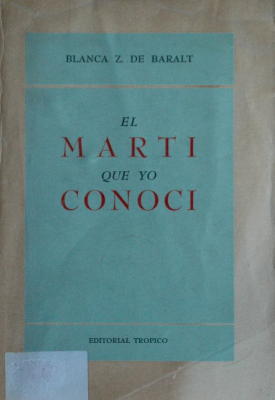 BLANCA Z. DE BARALT
EL
MARTI
QUE YO
CONOCI
EDITORIAL TROPICO